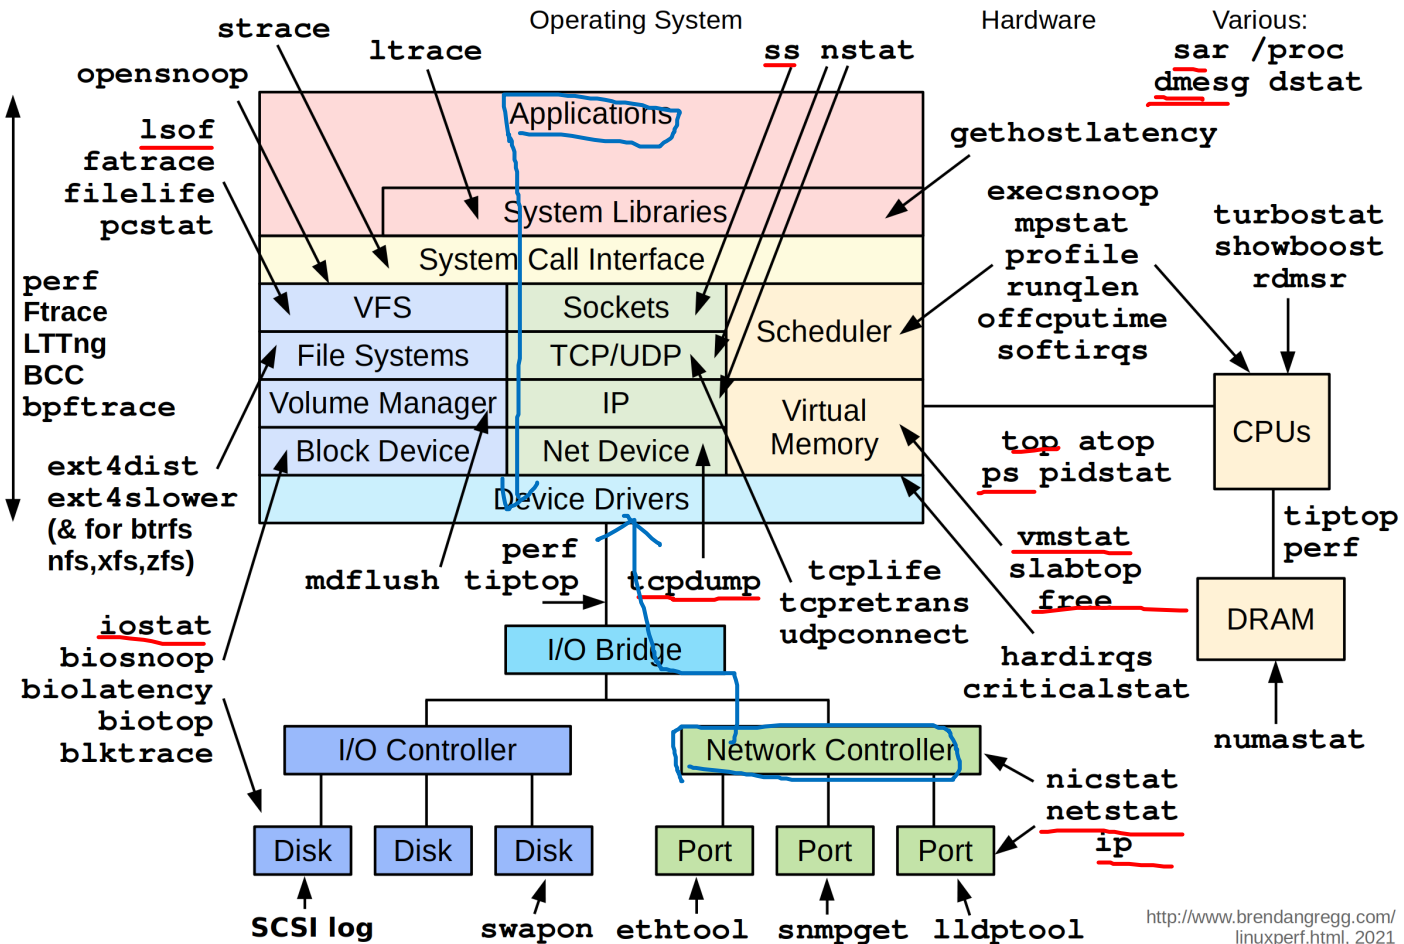 Operating System
Hardware
Various:
strace
ltrace
ss nstat
sar /proc
dmesg dstat
opensnoop
lsof
fatrace
filelife
pcstat
Applications
gethostlatency
System Libraries
execsnoop
mpstat
profile
runqlen
offcputime
softirqs
turbostat
showboost
rdmsr
System Call Interface
perf
Ftrace
LTTng
BCC
bpftrace
VFS
Sockets
Scheduler
File Systems
TCP/UDP
Volume Manager
IP
Virtual
Memory
Block Device
Net Device
CPUs
top atop
ps pidstat
ext4dist
ext4slower
(& for btrfs
nfs,xfs,zfs)
Device Drivers
tiptop
perf
vmstat
slabtop
free
perf
tiptop
mdflush
tcpdump
tcplife
tcpretrans
udpconnect
DRAM
iostat
biosnoop
biolatency
biotop
blktrace
I/O Bridge
hardirqs
criticalstat
numastat
I/O Controller
Network Controller
nicstat
netstat
ip
Disk
Disk
Disk
Port
Port
Port
SCSI log
swapon
ethtool
snmpget
lldptool
http://www.brendangregg.com/
linuxperf.html, 2021